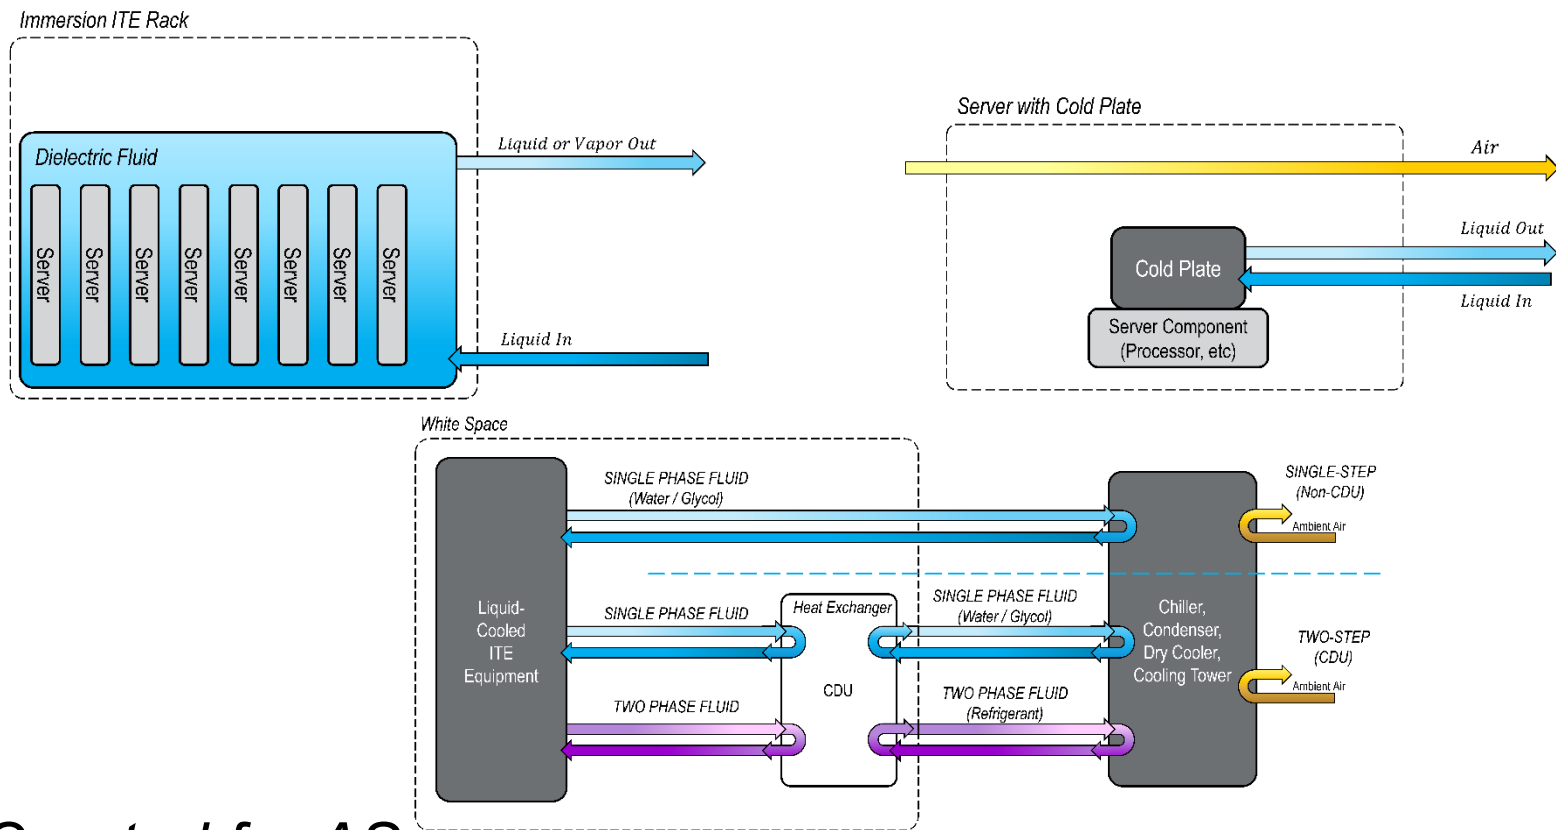 Immersion ITE Rack
Dielectric Fluid
Server
Server
Server
Server
Server
Server
Server
Server
Liquid or Vapor Out
Liquid In
Server with Cold Plate
Air
Cold Plate
Liquid Out
Liquid In
Server Component
(Processor, etc)
White Space
Liquid-
Cooled
ITE
Equipment
SINGLE PHASE FLUID
(Water / Glycol)
SINGLE PHASE FLUID
TWO PHASE FLUID
Heat Exchanger
CDU
SINGLE PHASE FLUID
(Water / Glycol)
TWO PHASE FLUID
(Refrigerant)
Chiller,
Condenser,
Dry Cooler,
Cooling Tower
SINGLE-STEP
(Non-CDU)
Ambient Air
TWO-STEP
(CDU)
Ambient Air